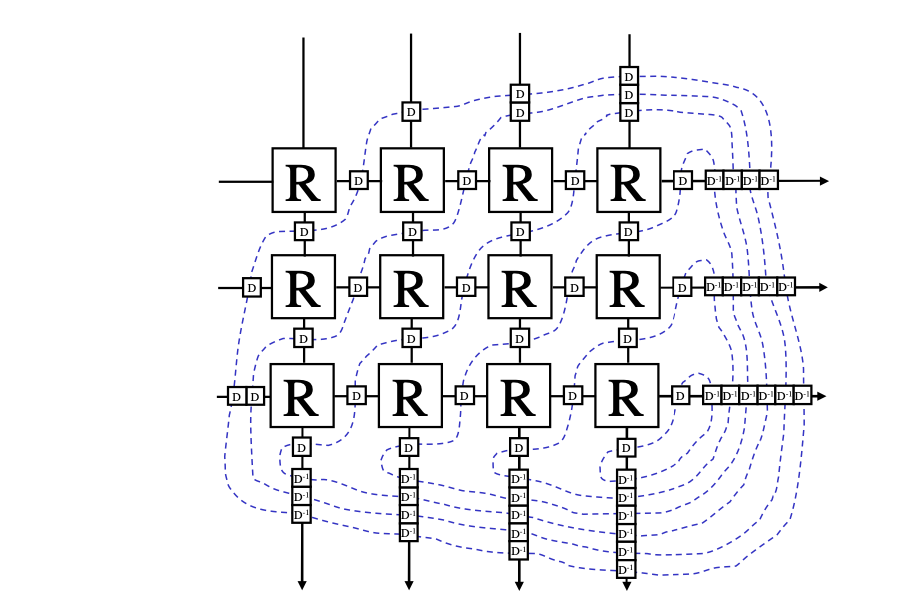 D
D D
D D D
R D R D R D R D D⁻¹ D⁻¹ D⁻¹ D⁻¹
D D D D
D R D R D R D R D D⁻¹ D⁻¹ D⁻¹ D⁻¹ D⁻¹
D D D D
D D R D R D R D R D D⁻¹ D⁻¹ D⁻¹ D⁻¹ D⁻¹ D⁻¹
D D D D
D⁻¹ D⁻¹ D⁻¹ D⁻¹
D⁻¹ D⁻¹ D⁻¹ D⁻¹
D⁻¹ D⁻¹ D⁻¹ D⁻¹
D⁻¹ D⁻¹ D⁻¹
D⁻¹ D⁻¹
D⁻¹